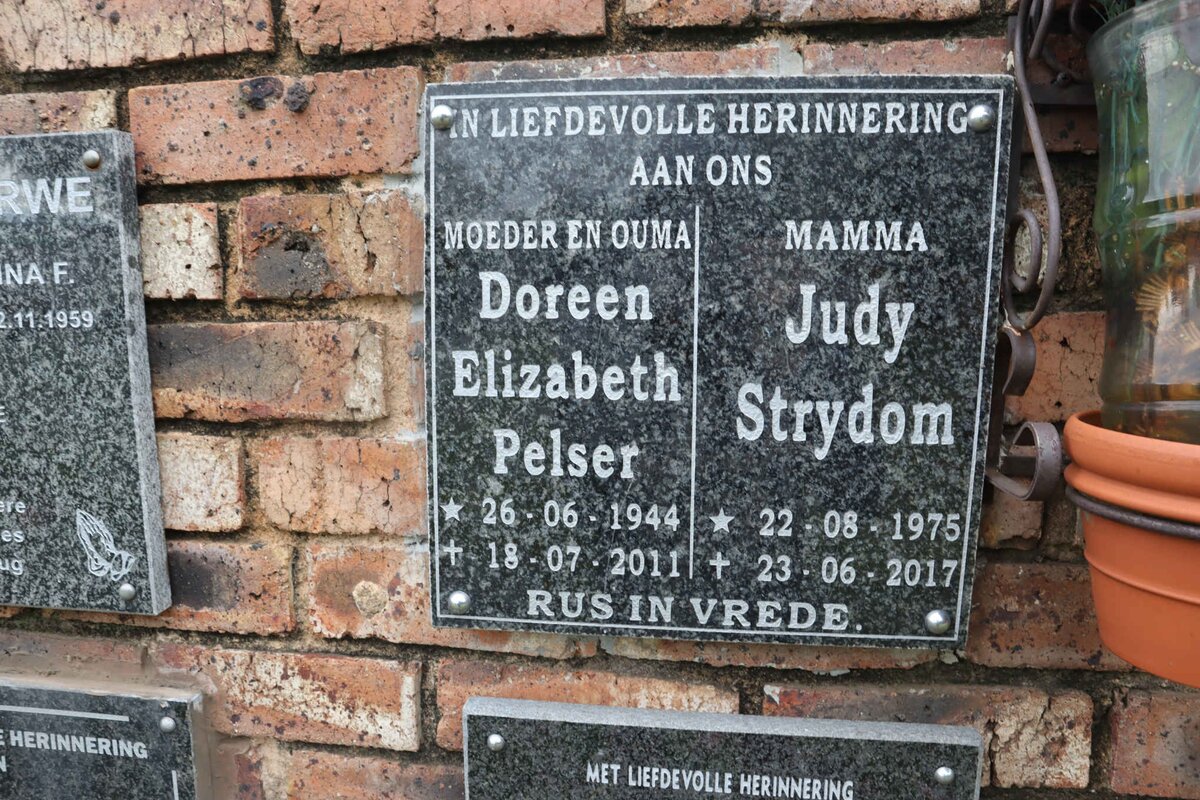 IN LIEFDEVOLLE HERINNERING
AAN ONS
MOEDER EN OUMA
Doreen
Elizabeth
Pelser
★ 26 - 06 - 1944
+ 18 - 07 - 2011
MAMMA
Judy
Strydom
★ 22 - 08 - 1975
+ 23 - 06 - 2017
RUS IN VREDE.
RWE
NA F.
2.11.1959
HERINNERING
MET LIEFDEVOLLE HERINNERING